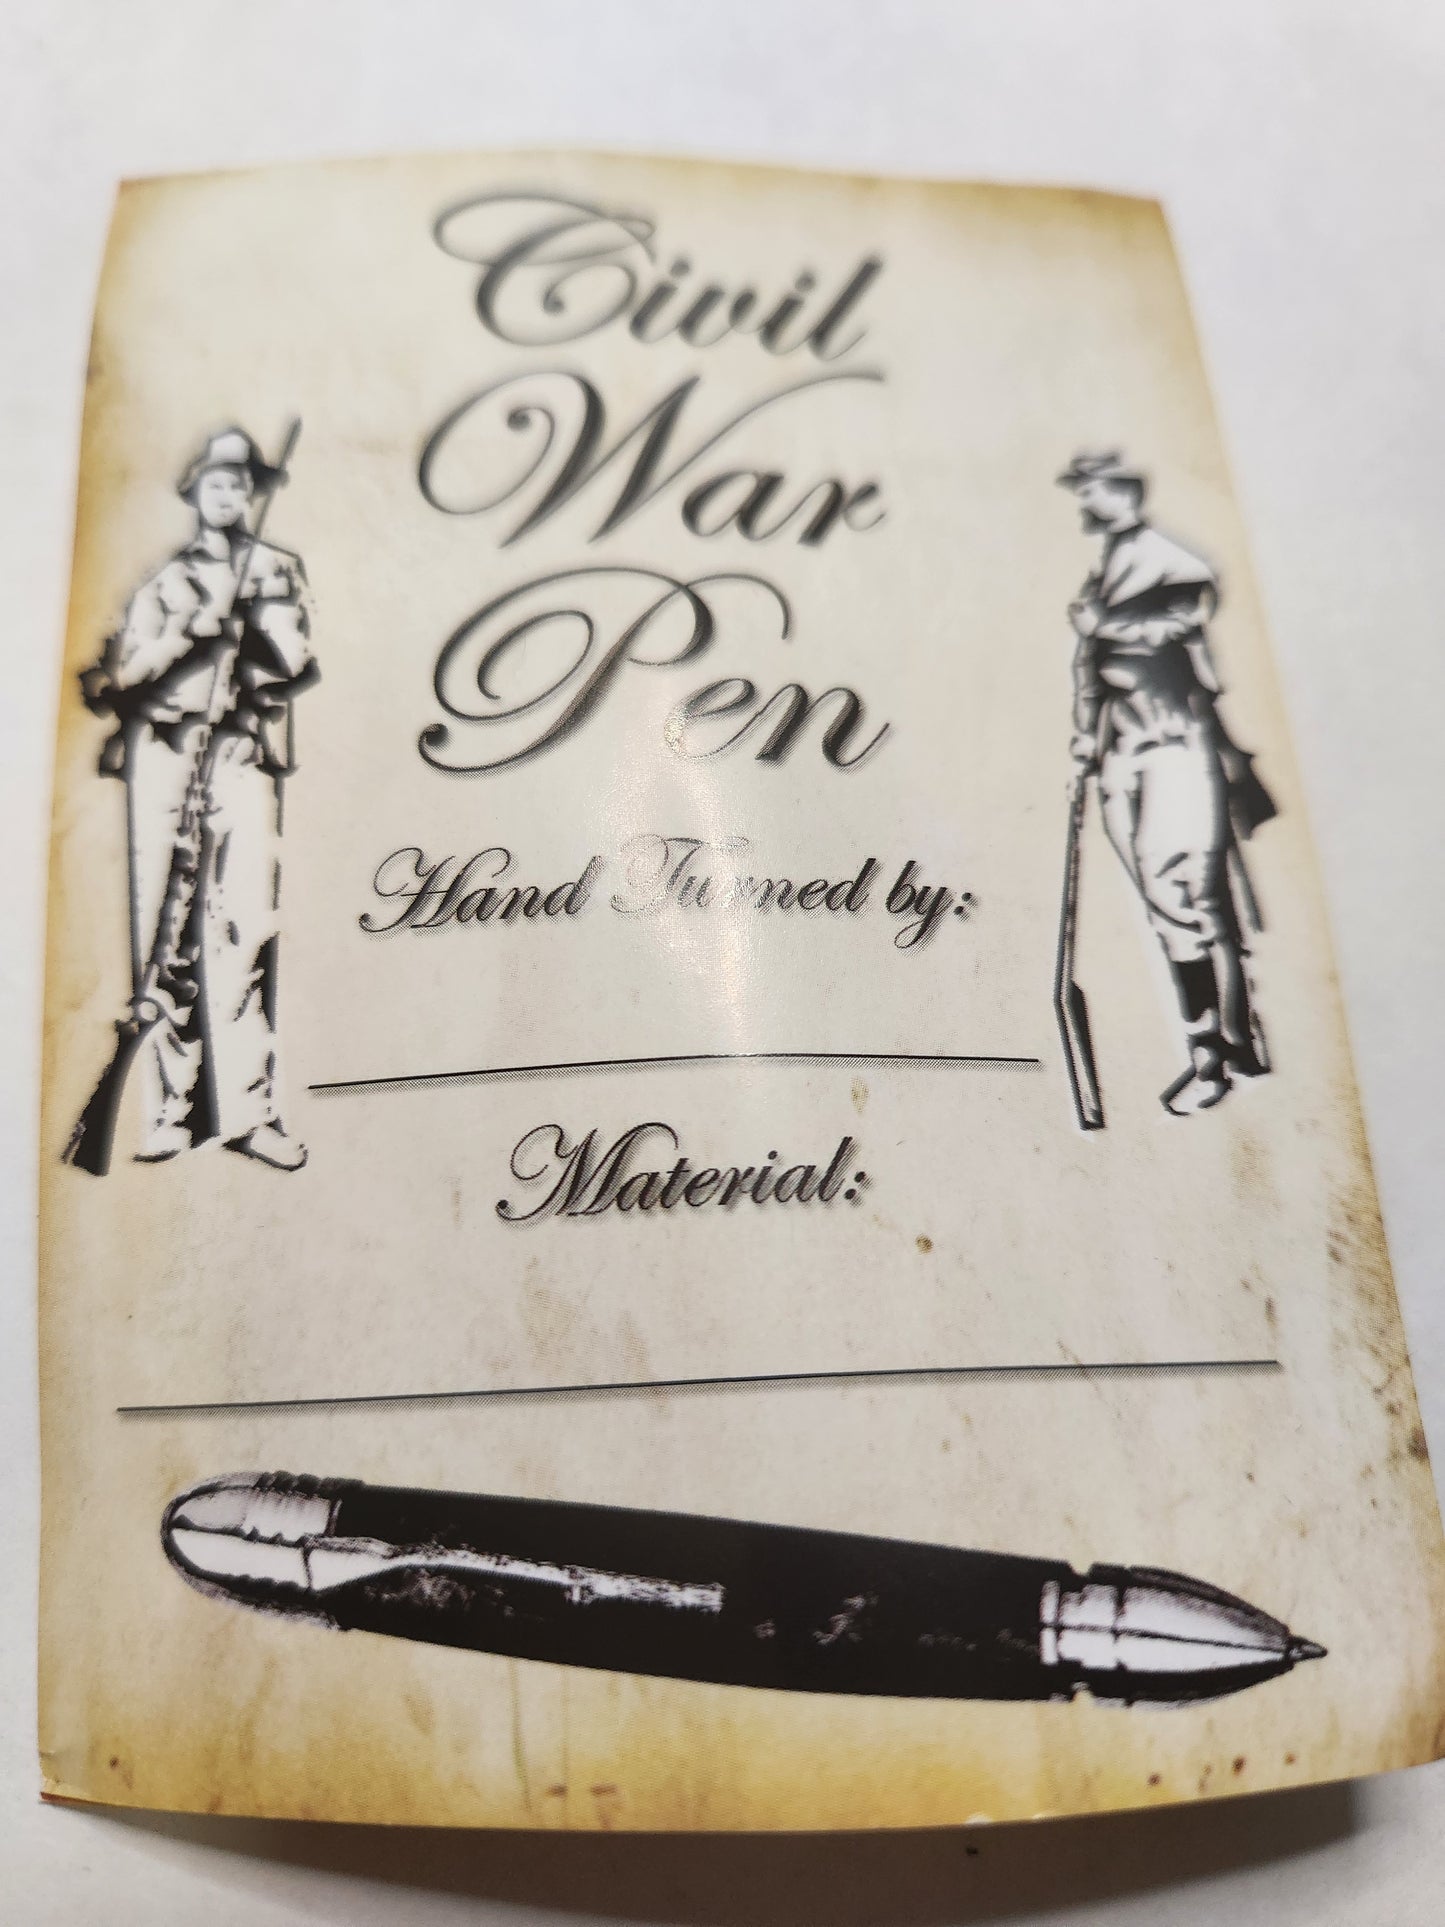 Civil
War
Pen
Hand Turned by:
Material: